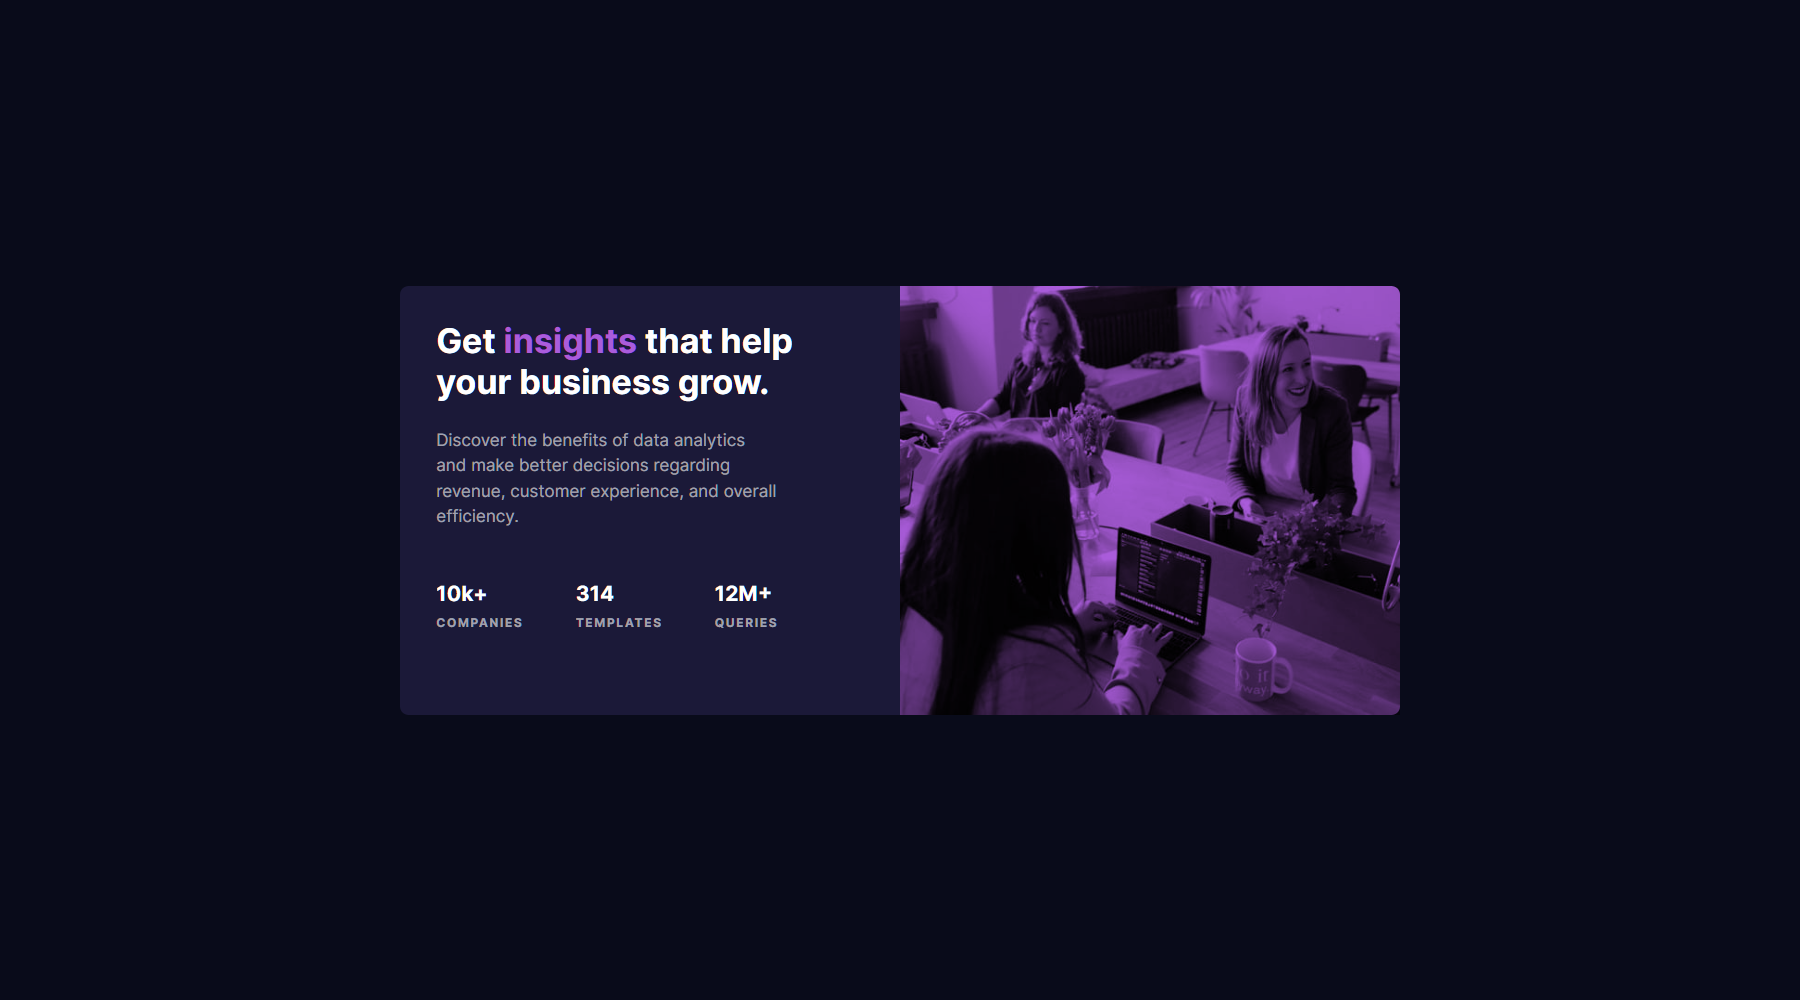 Get insights that help
your business grow.
Discover the benefits of data analytics
and make better decisions regarding
revenue, customer experience, and overall
efficiency.
10k+ 314 12M+
COMPANIES TEMPLATES QUERIES